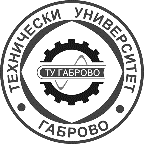 ТЕХНИЧЕСКИ УНИВЕРСИТЕТ
ТУ ГАБРОВО
• ГАБРОВО •